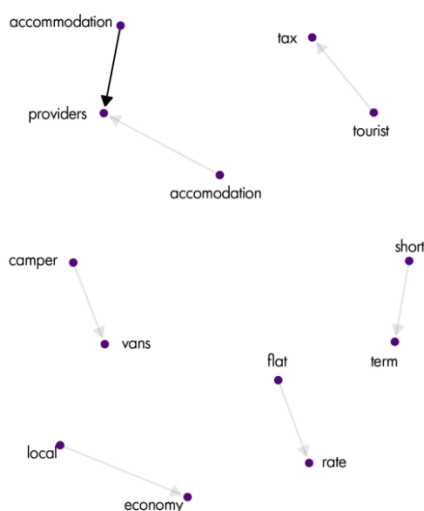 accommodation
tax
providers
tourist
accomodation
short
camper
vans
flat
term
local
rate
economy